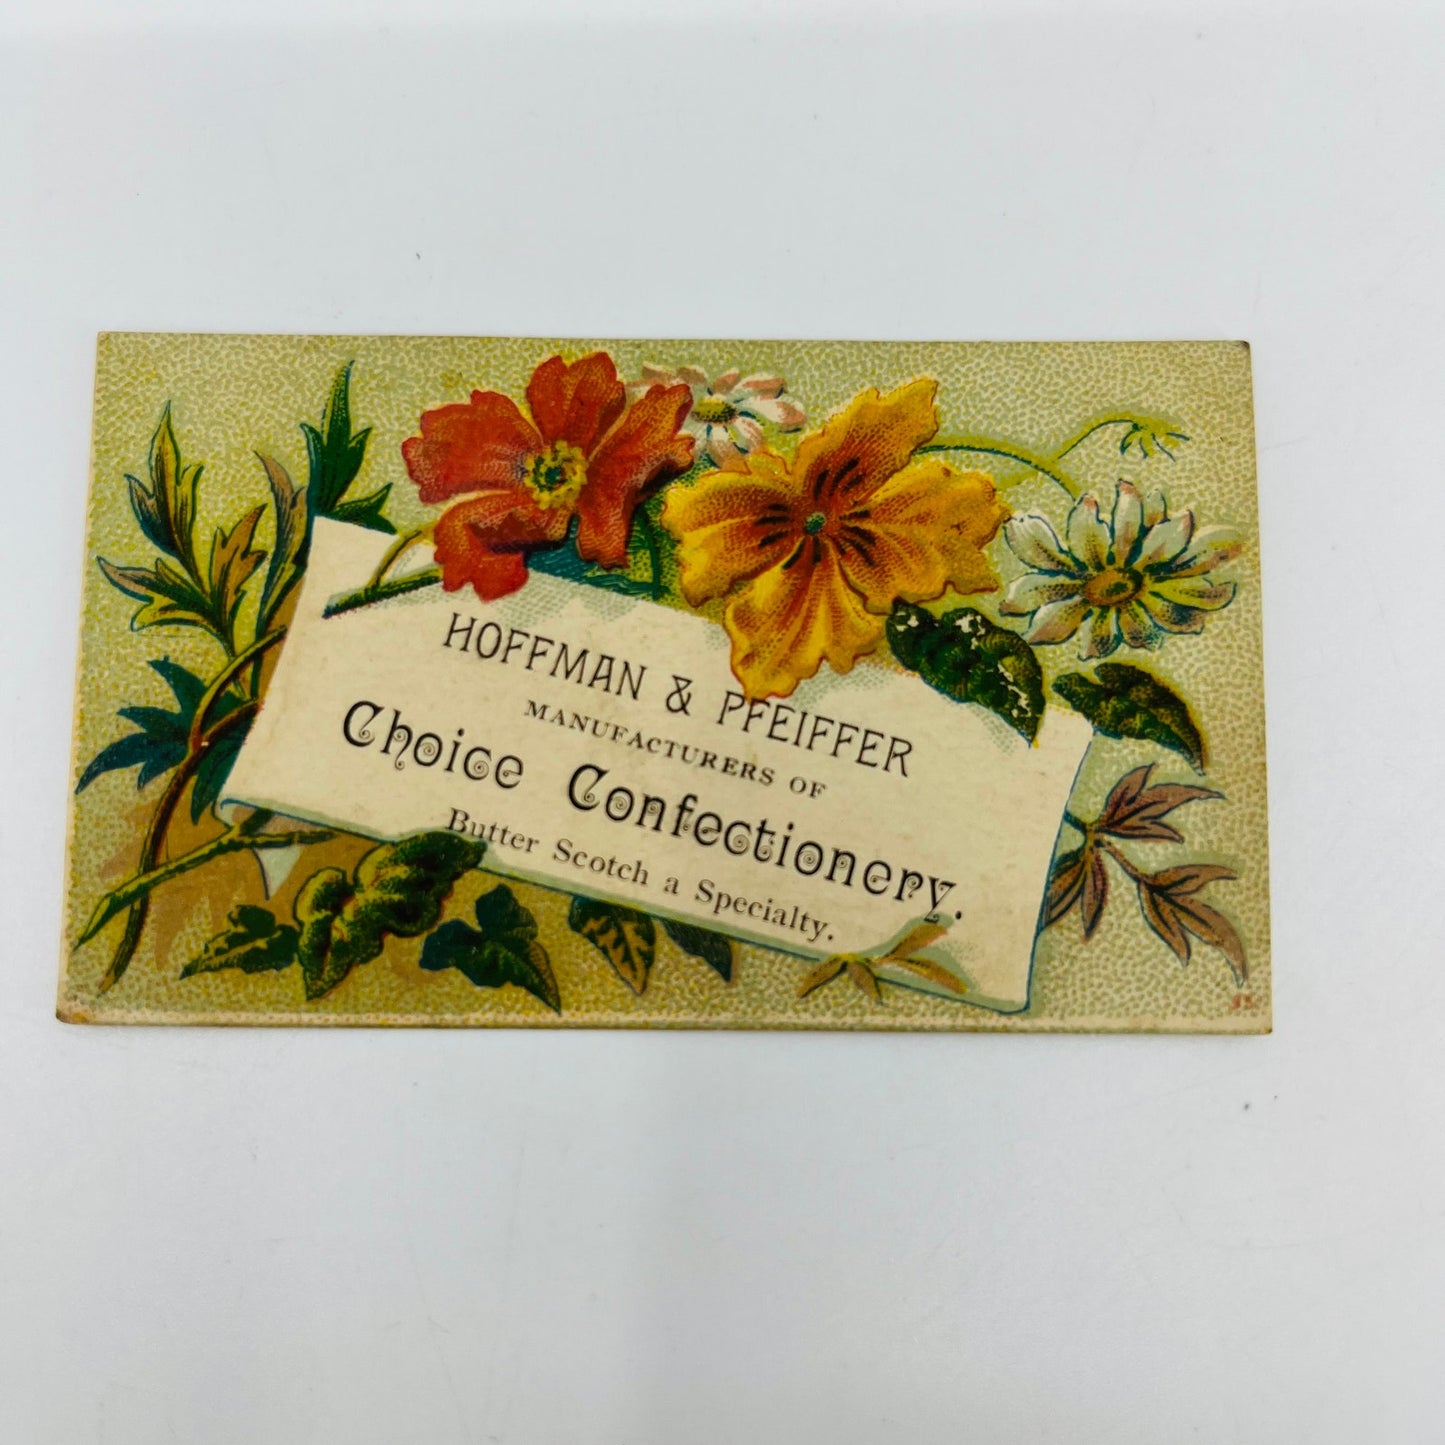 HOFFMAN & PFEIFFER
MANUFACTURERS OF
Choice Confectionery.
Butter Scotch a Specialty.